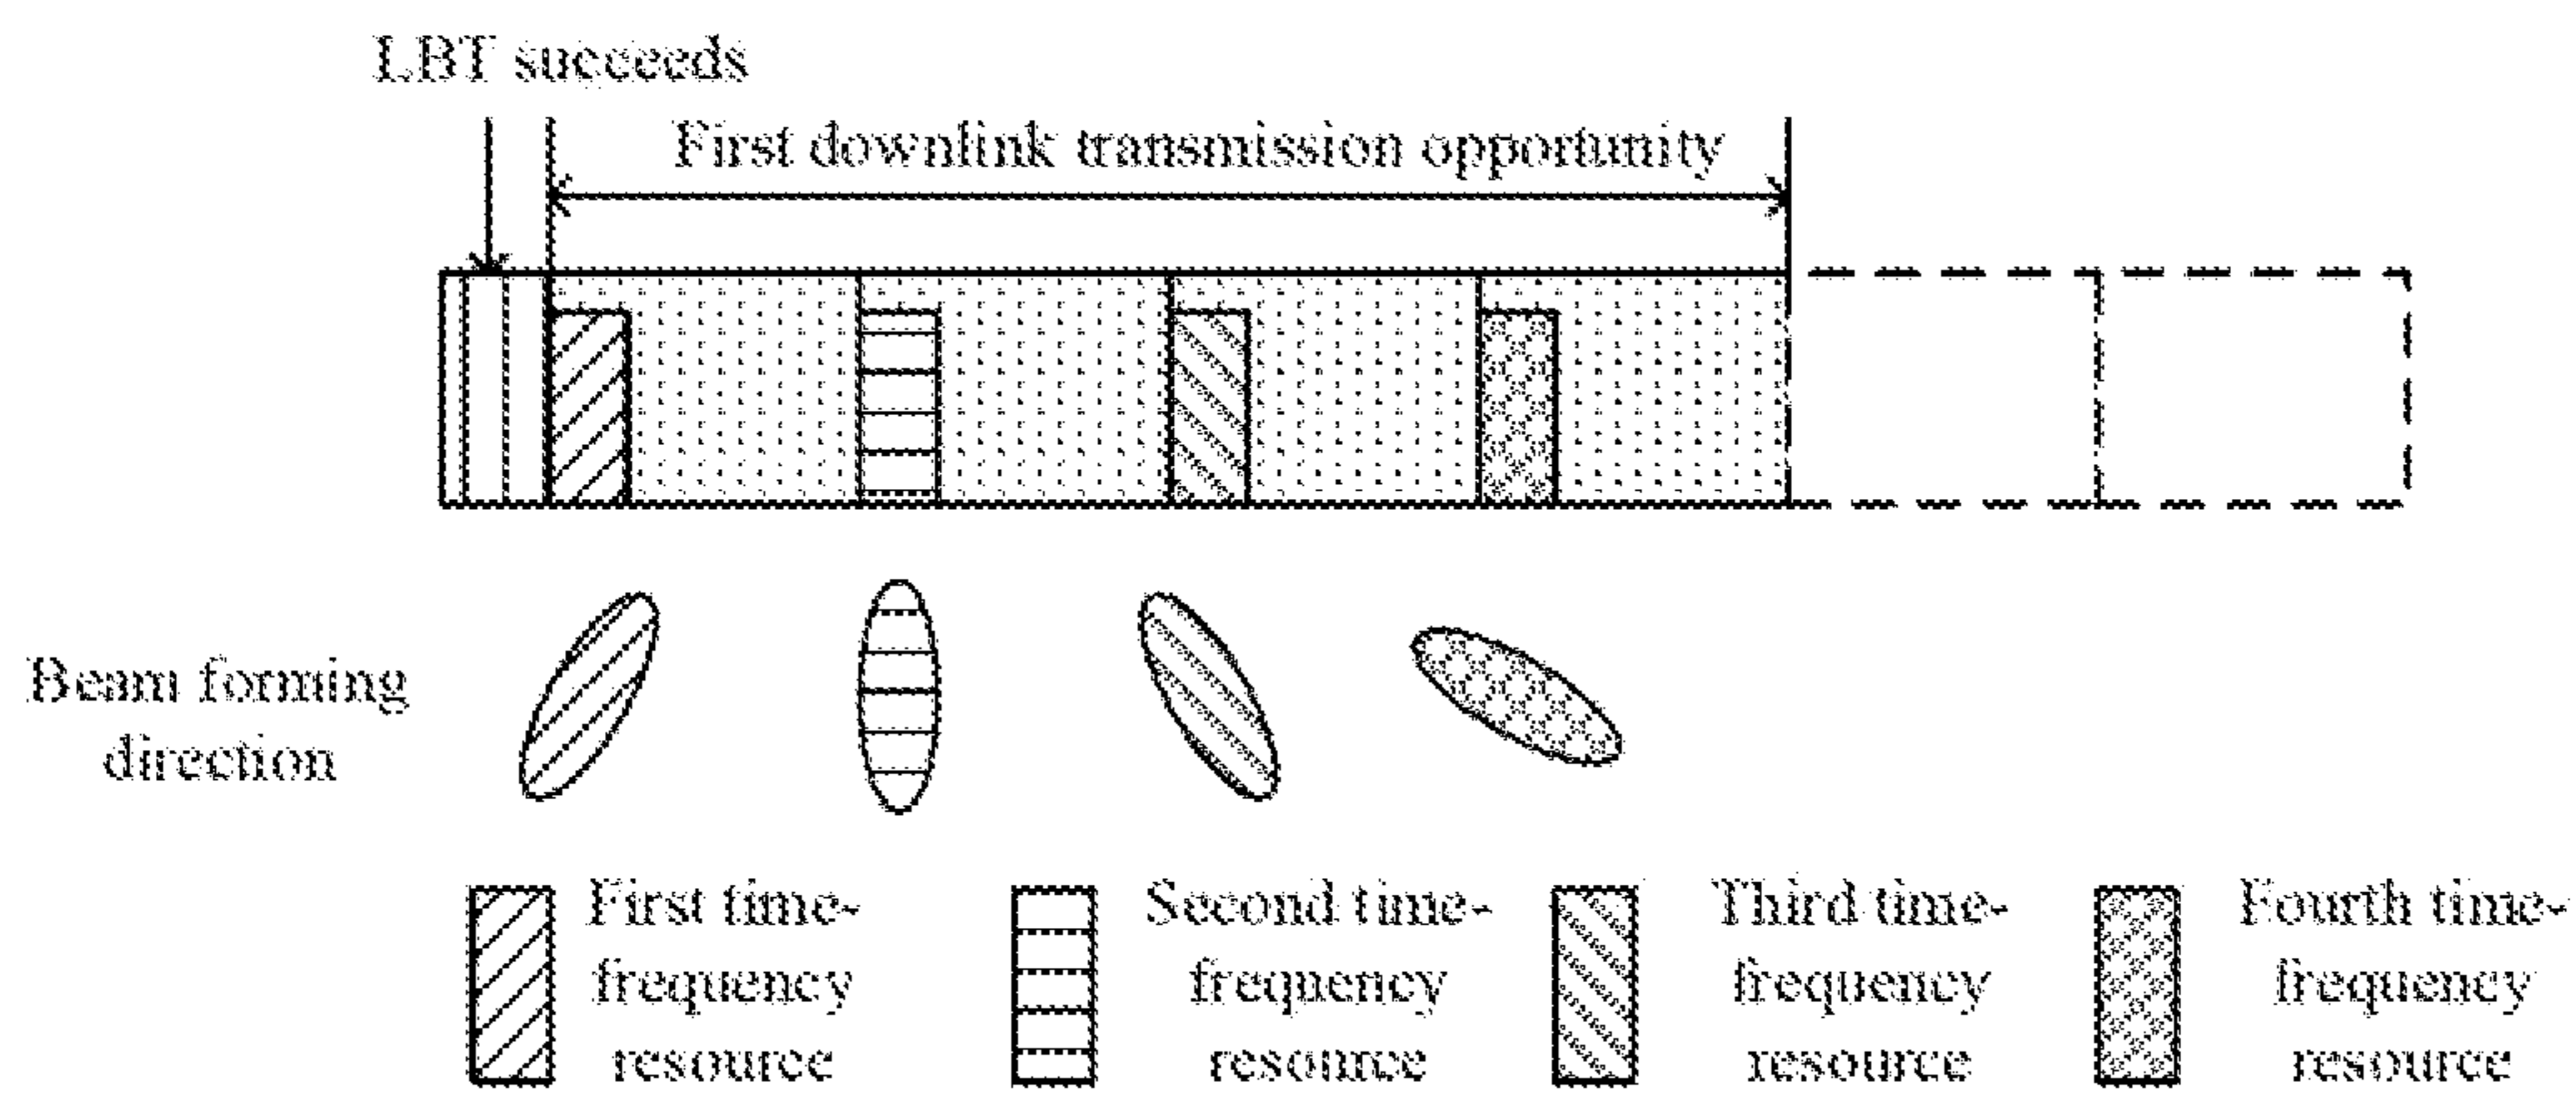 LBT succeeds
First downlink transmission opportunity
Beam forming
direction
First time-
frequency
resource
Second time-
frequency
resource
Third time-
frequency
resource
Fourth time-
frequency
resource